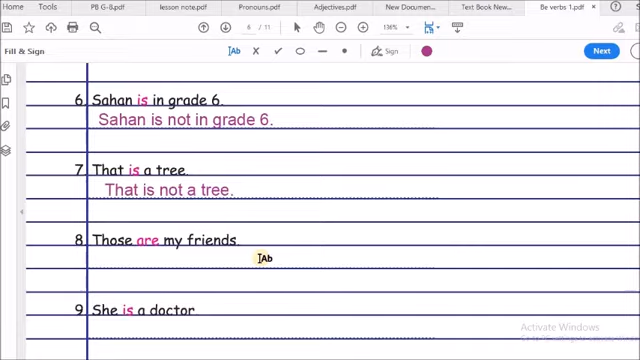 Home Tools PB G-8.pdf lesson note.pdf Pronouns.pdf Adjectives.pdf New Document... Text Book New... Be verbs 1.pdf
6 / 11 136%
Fill & Sign Ab Sign Next
6. Sahan is in grade 6.
Sahan is not in grade 6.
7. That is a tree.
That is not a tree.
8. Those are my friends.
Ab
9. She is a doctor.
Activate Windows